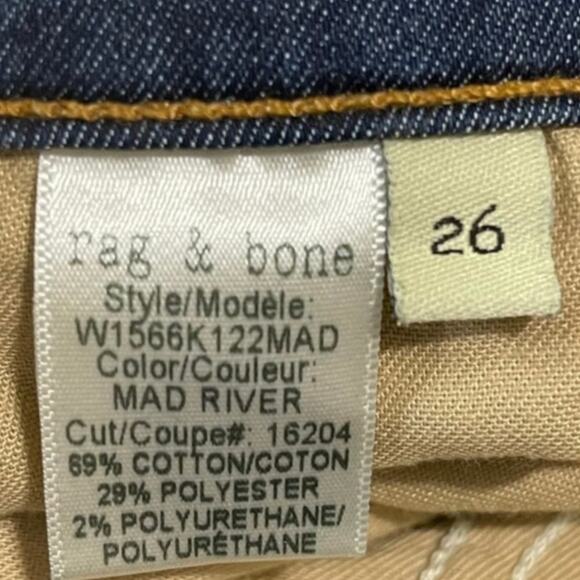 rag & bone
Style/Modèle:
W1566K122MAD
Color/Couleur:
MAD RIVER
Cut/Coupe#: 16204
69% COTTON/COTON
29% POLYESTER
2% POLYURETHANE/
POLYURÉTHANE
26